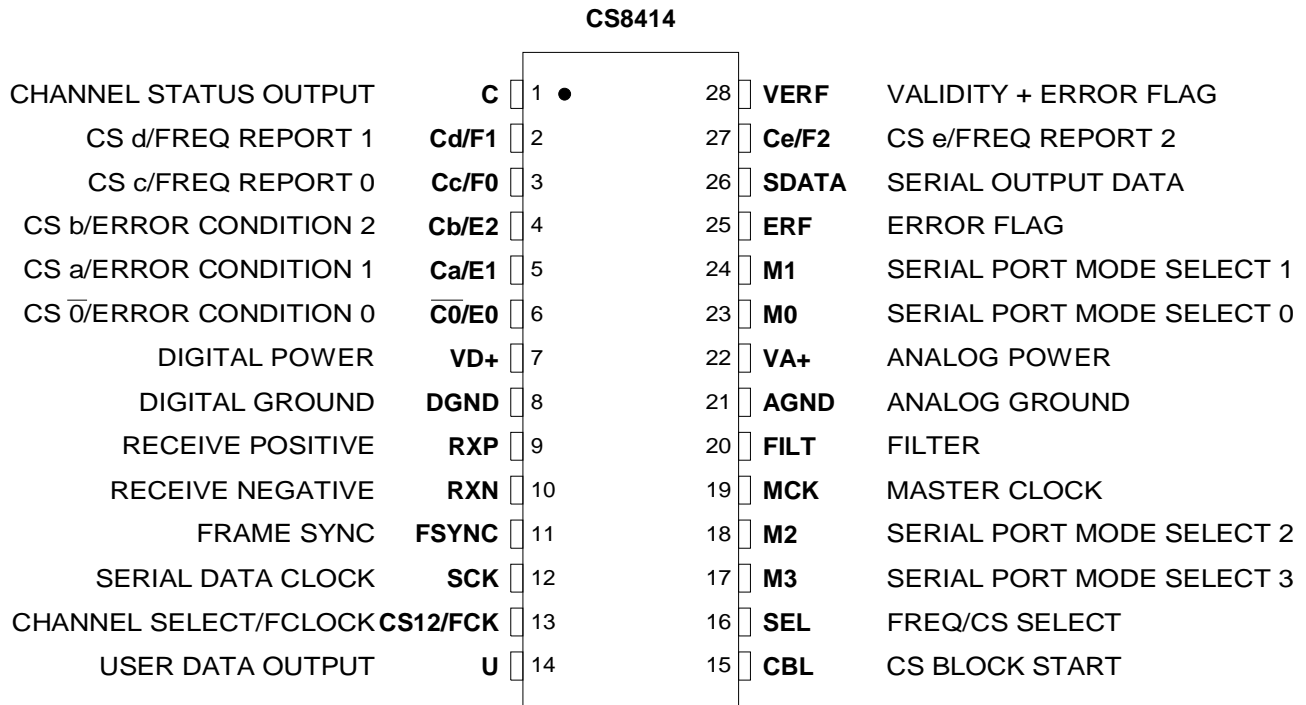 CS8414
CHANNEL STATUS OUTPUT C 1 28 VERF VALIDITY + ERROR FLAG
CS d/FREQ REPORT 1 Cd/F1 2 27 Ce/F2 CS e/FREQ REPORT 2
CS c/FREQ REPORT 0 Cc/F0 3 26 SDATA SERIAL OUTPUT DATA
CS b/ERROR CONDITION 2 Cb/E2 4 25 ERF ERROR FLAG
CS a/ERROR CONDITION 1 Ca/E1 5 24 M1 SERIAL PORT MODE SELECT 1
CS 0̅/ERROR CONDITION 0 C̅0̅/E0 6 23 M0 SERIAL PORT MODE SELECT 0
DIGITAL POWER VD+ 7 22 VA+ ANALOG POWER
DIGITAL GROUND DGND 8 21 AGND ANALOG GROUND
RECEIVE POSITIVE RXP 9 20 FILT FILTER
RECEIVE NEGATIVE RXN 10 19 MCK MASTER CLOCK
FRAME SYNC FSYNC 11 18 M2 SERIAL PORT MODE SELECT 2
SERIAL DATA CLOCK SCK 12 17 M3 SERIAL PORT MODE SELECT 3
CHANNEL SELECT/FCLOCK CS12/FCK 13 16 SEL FREQ/CS SELECT
USER DATA OUTPUT U 14 15 CBL CS BLOCK START